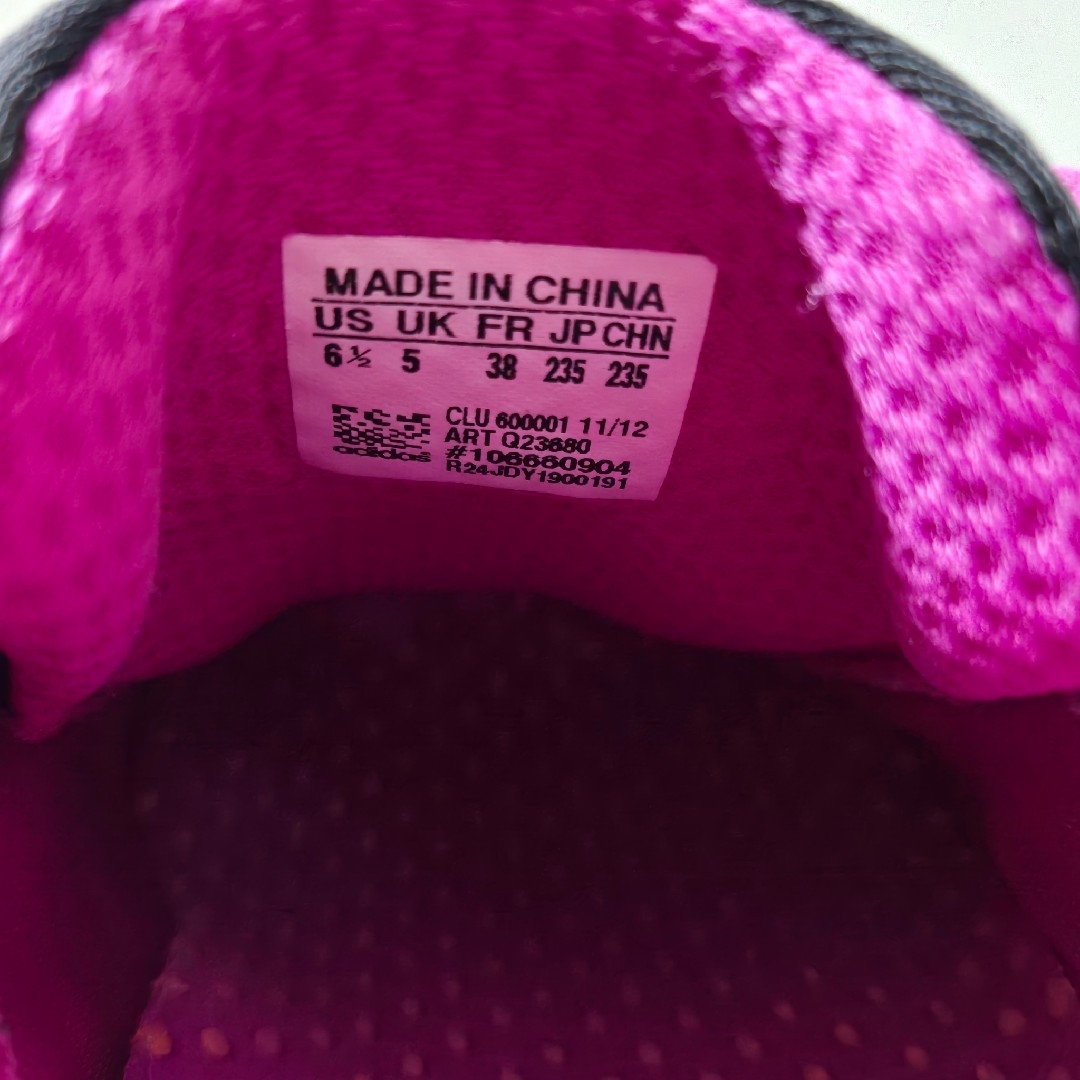 MADE IN CHINA
US UK FR JP CHN
6½ 5 38 235 235
CLU 600001 11/12
ART Q23680
#106660904
adidas R24JDY1900191